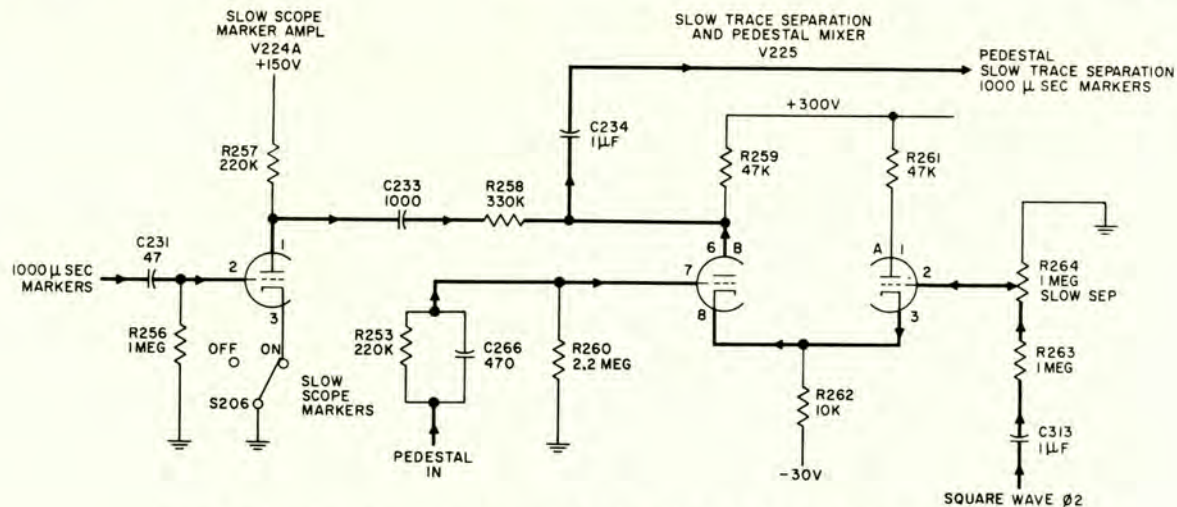 SLOW SCOPE
MARKER AMPL
V224A
+150V
SLOW TRACE SEPARATION
AND PEDESTAL MIXER
V225
PEDESTAL
SLOW TRACE SEPARATION
1000 μ SEC MARKERS
+300V
R257
220K
C233
1000
R258
330K
C234
1μF
R259
47K
R261
47K
C231
47
1000 μ SEC
MARKERS
1
2
3
R256
1 MEG
OFF
ON
S206
SLOW
SCOPE
MARKERS
R253
220K
C266
470
PEDESTAL
IN
R260
2.2 MEG
6
B
7
8
A
1
2
3
R262
10K
-30V
R264
1 MEG
SLOW SEP
R263
1 MEG
C313
1μF
SQUARE WAVE Ø2